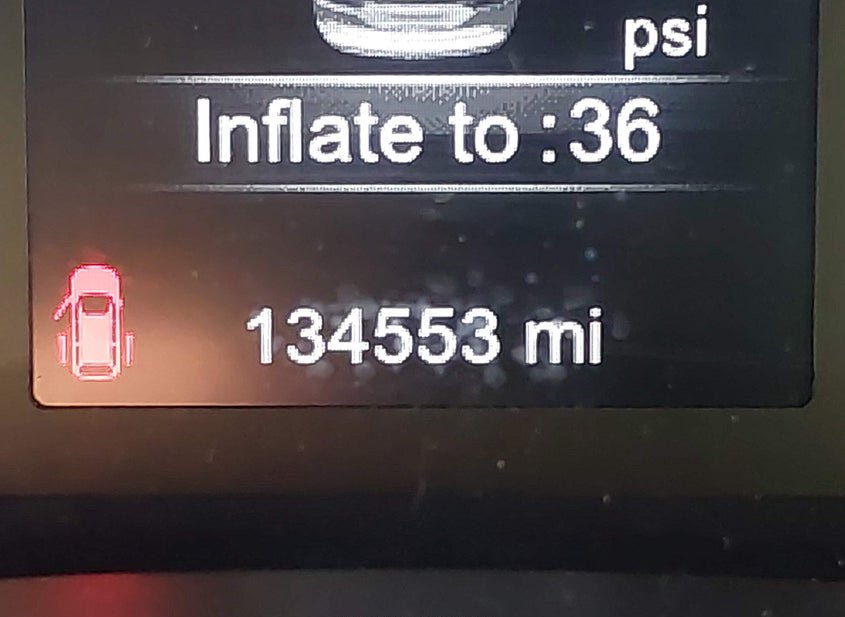 psi
Inflate to :36
134553 mi